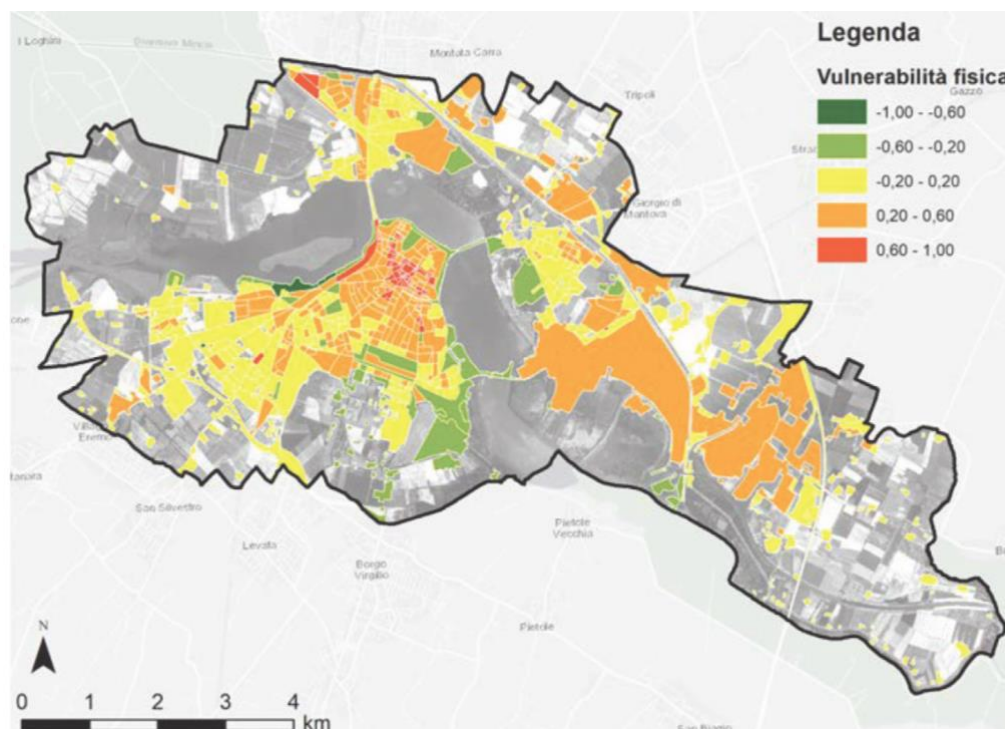 Legenda
Vulnerabilità fisica
-1,00 - -0,60
-0,60 - -0,20
-0,20 - 0,20
0,20 - 0,60
0,60 - 1,00
I Loghini
Montata Carra
Tripoli
Gazzo
Giorgio di
Mantova
San Silvestro
Levata
Borgo
Virgilio
Pietole
Vecchia
Pietole
N
0 1 2 3 4
km